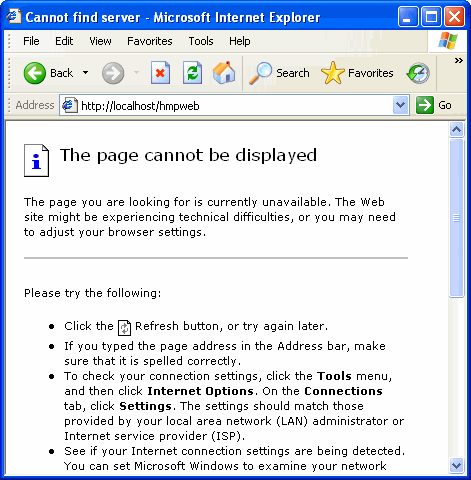 Cannot find server - Microsoft Internet Explorer
File Edit View Favorites Tools Help
Back Search Favorites »
Address http://localhost/hmpweb Go
The page cannot be displayed
The page you are looking for is currently unavailable. The Web
site might be experiencing technical difficulties, or you may need
to adjust your browser settings.
Please try the following:
• Click the Refresh button, or try again later.
• If you typed the page address in the Address bar, make
sure that it is spelled correctly.
• To check your connection settings, click the Tools menu,
and then click Internet Options. On the Connections
tab, click Settings. The settings should match those
provided by your local area network (LAN) administrator or
Internet service provider (ISP).
• See if your Internet connection settings are being detected.
You can set Microsoft Windows to examine your network